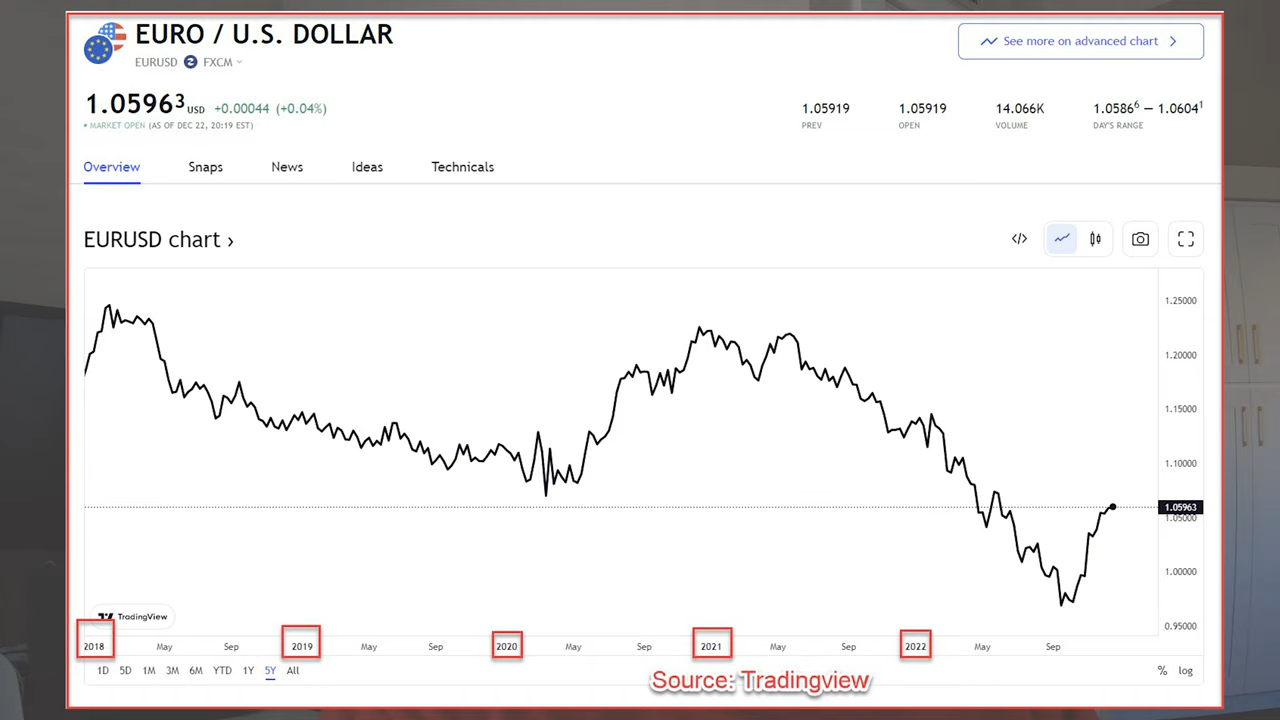 EURO / U.S. DOLLAR
EURUSD FXCM
See more on advanced chart
1.05963 USD +0.00044 (+0.04%)
• MARKET OPEN (AS OF DEC 22, 20:19 EST)
1.05919 1.05919 14.066K 1.05866 — 1.06041
PREV OPEN VOLUME DAY'S RANGE
Overview Snaps News Ideas Technicals
EURUSD chart ›
1.25000
1.20000
1.15000
1.10000
1.05963
1.05000
1.00000
0.95000
TradingView
2018 May Sep 2019 May Sep 2020 May Sep 2021 May Sep 2022 May Sep
1D 5D 1M 3M 6M YTD 1Y 5Y All % log
Source: Tradingview